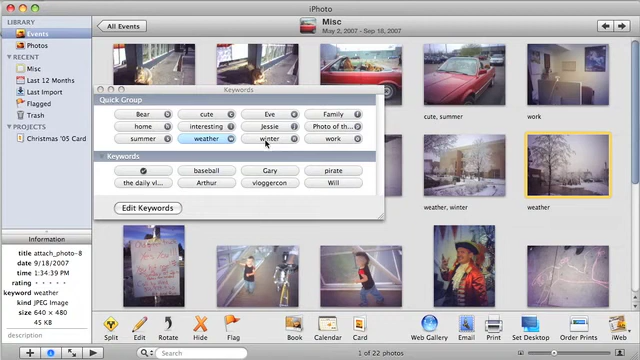 iPhoto
LIBRARY
Events
Photos
RECENT
Misc
Last 12 Months
Last Import
Flagged
Trash
PROJECTS
Christmas '05 Card
All Events
Misc
May 2, 2007 - Sep 18, 2007
Keywords
Quick Group
Bear
cute
Eve
Family
home
interesting
Jessie
Photo of th...
summer
weather
winter
work
Keywords
baseball
Gary
pirate
the daily vl...
Arthur
vloggercon
Will
Edit Keywords
cute, summer
work
weather, winter
weather
Information
title attach_photo-8
date 9/18/2007
time 1:34:39 PM
rating
keyword weather
kind JPEG Image
size 640 × 480
45 KB
description
Split
Edit
Rotate
Hide
Flag
Book
Calendar
Card
Web Gallery
Email
Print
Set Desktop
Order Prints
iWeb
Search
1 of 22 photos